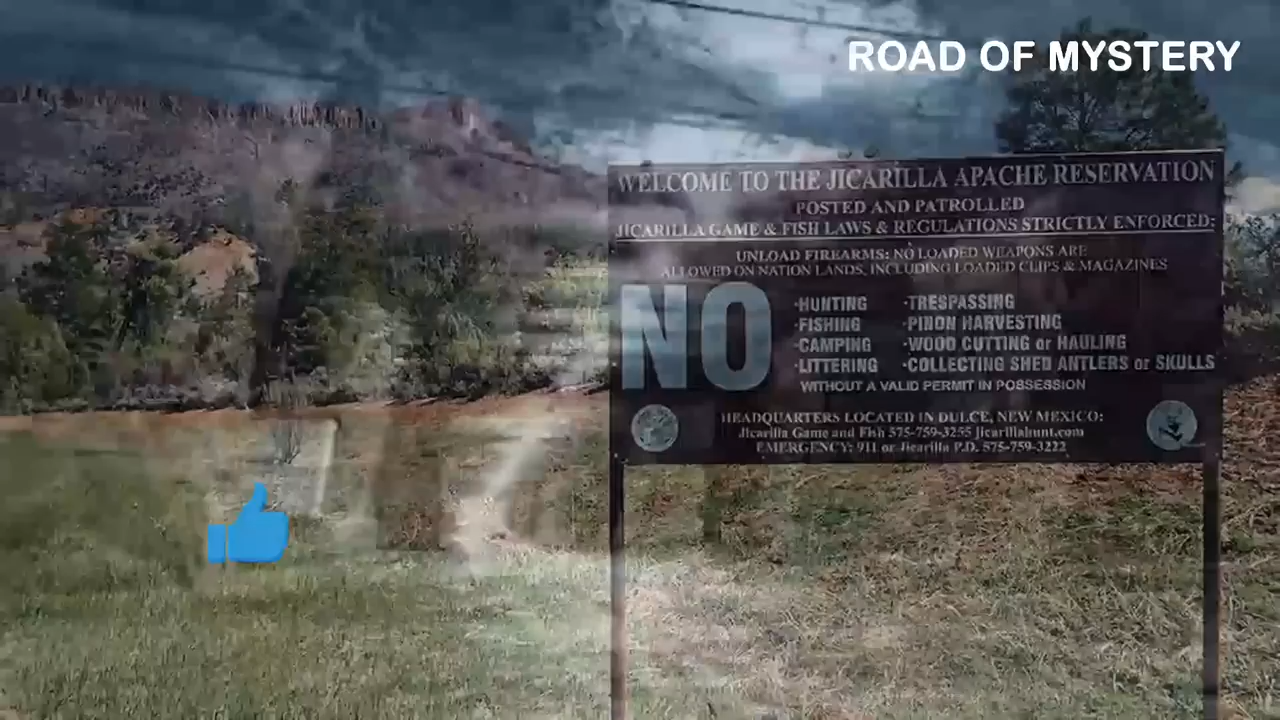 ROAD OF MYSTERY
WELCOME TO THE JICARILLA APACHE RESERVATION
POSTED AND PATROLLED
JICARILLA GAME & FISH LAWS & REGULATIONS STRICTLY ENFORCED:
UNLOAD FIREARMS: NO LOADED WEAPONS ARE
ALLOWED ON NATION LANDS, INCLUDING LOADED CLIPS & MAGAZINES
NO
·HUNTING ·TRESPASSING
·FISHING ·PINON HARVESTING
·CAMPING ·WOOD CUTTING or HAULING
·LITTERING ·COLLECTING SHED ANTLERS or SKULLS
WITHOUT A VALID PERMIT IN POSSESSION
HEADQUARTERS LOCATED IN DULCE, NEW MEXICO:
Jicarilla Game and Fish 575-759-3255 jicarillahunt.com
EMERGENCY: 911 or Jicarilla P.D. 575-759-3222